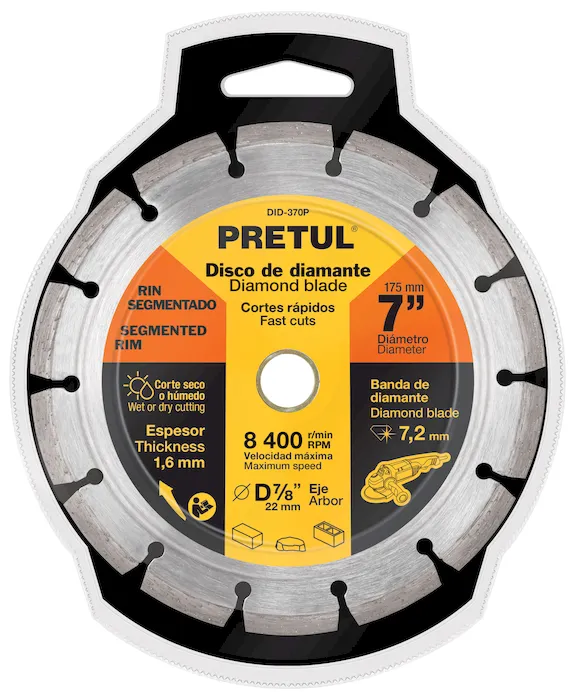 DID-370P
PRETUL®
Disco de diamante
Diamond blade
Cortes rápidos
Fast cuts
RIN
SEGMENTADO
SEGMENTED
RIM
175 mm
7”
Diámetro
Diameter
Corte seco
o húmedo
Wet or dry cutting
Espesor
Thickness
1,6 mm
8 400 r/min
RPM
Velocidad máxima
Maximum speed
D 7/8” Eje
22 mm Arbor
Banda de
diamante
Diamond blade
7,2 mm